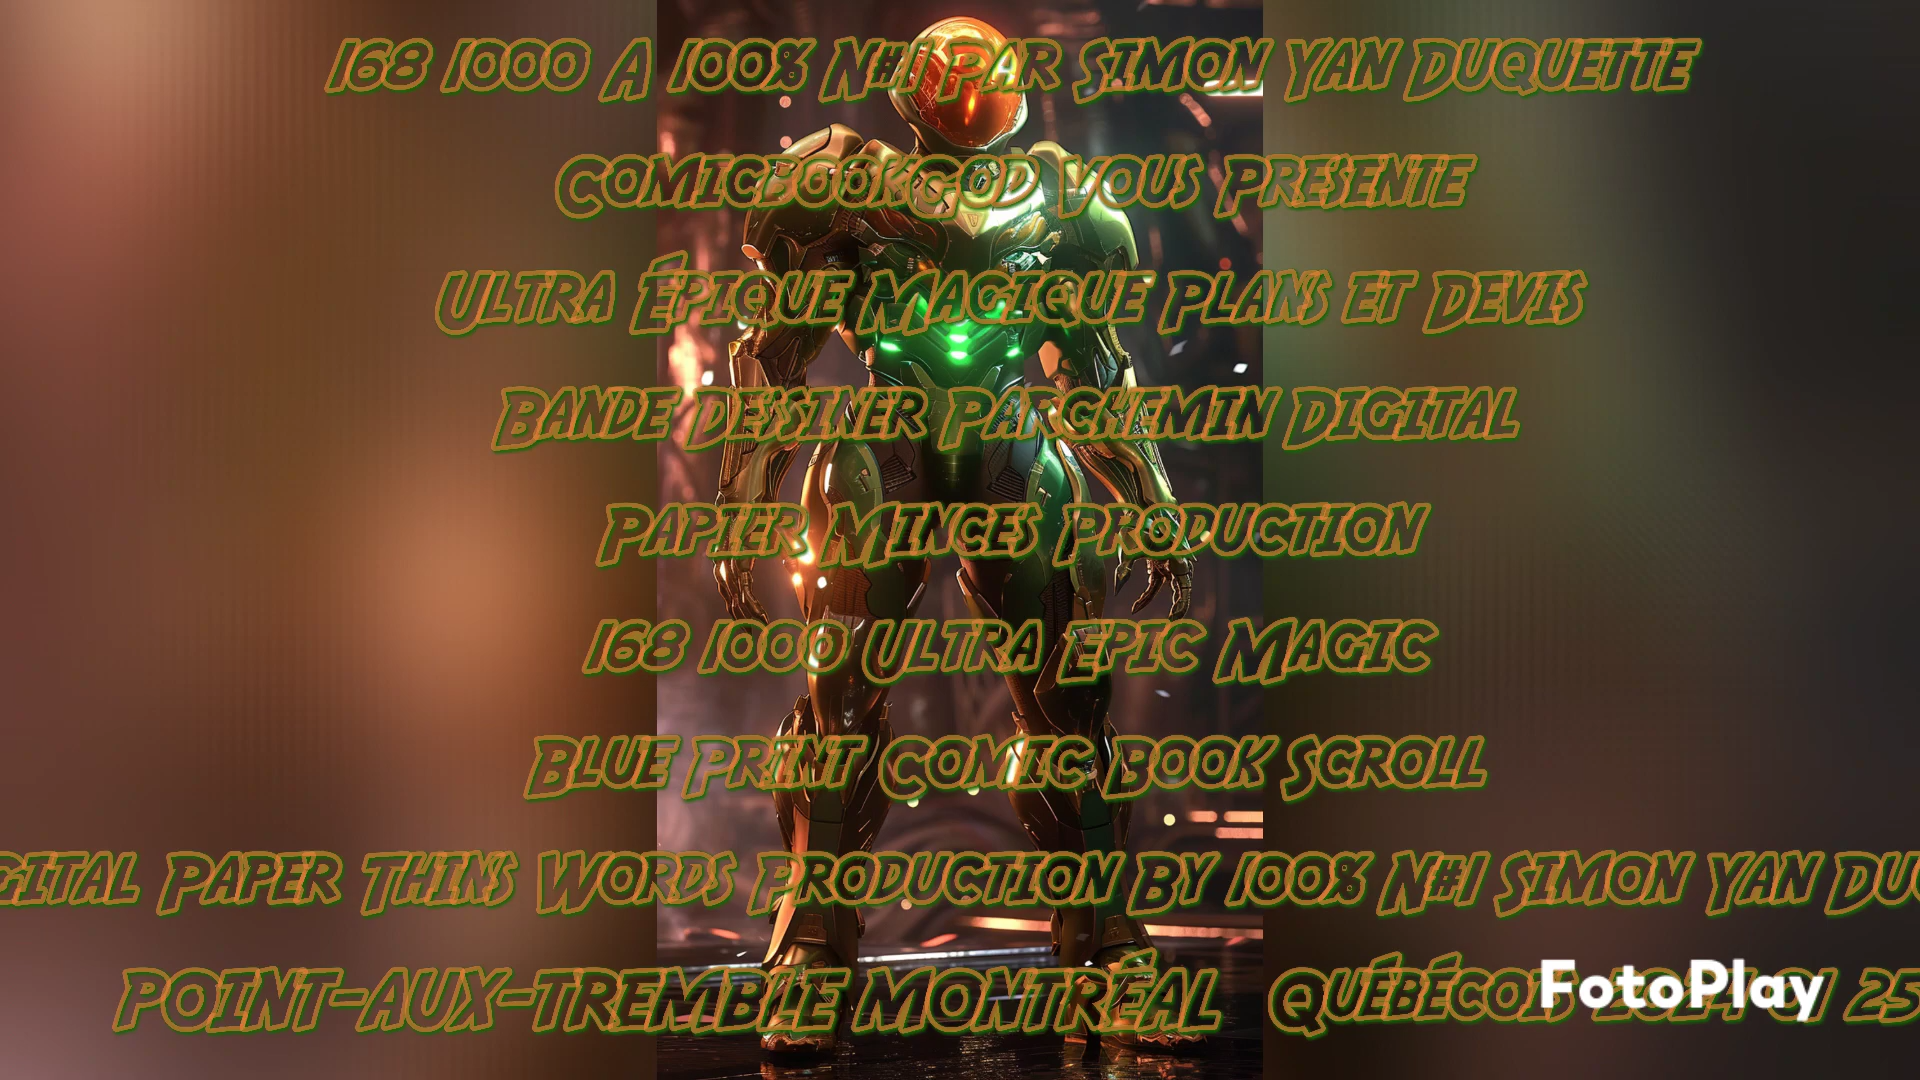 168 1000 A 100% N#1 Par Simon Yan Duquette
ComicbookGod Vous Presente
Ultra Épique Magique Plans et Devis
Bande Dessiner Parchemin Digital
Papier Minces Production
168 1000 Ultra Epic Magic
Blue Print Comic Book Scroll
gital Paper Thins Words Production By 100% N#1 Simon Yan Du
Point-aux-Tremble Montréal Québécois 25
FotoPlay